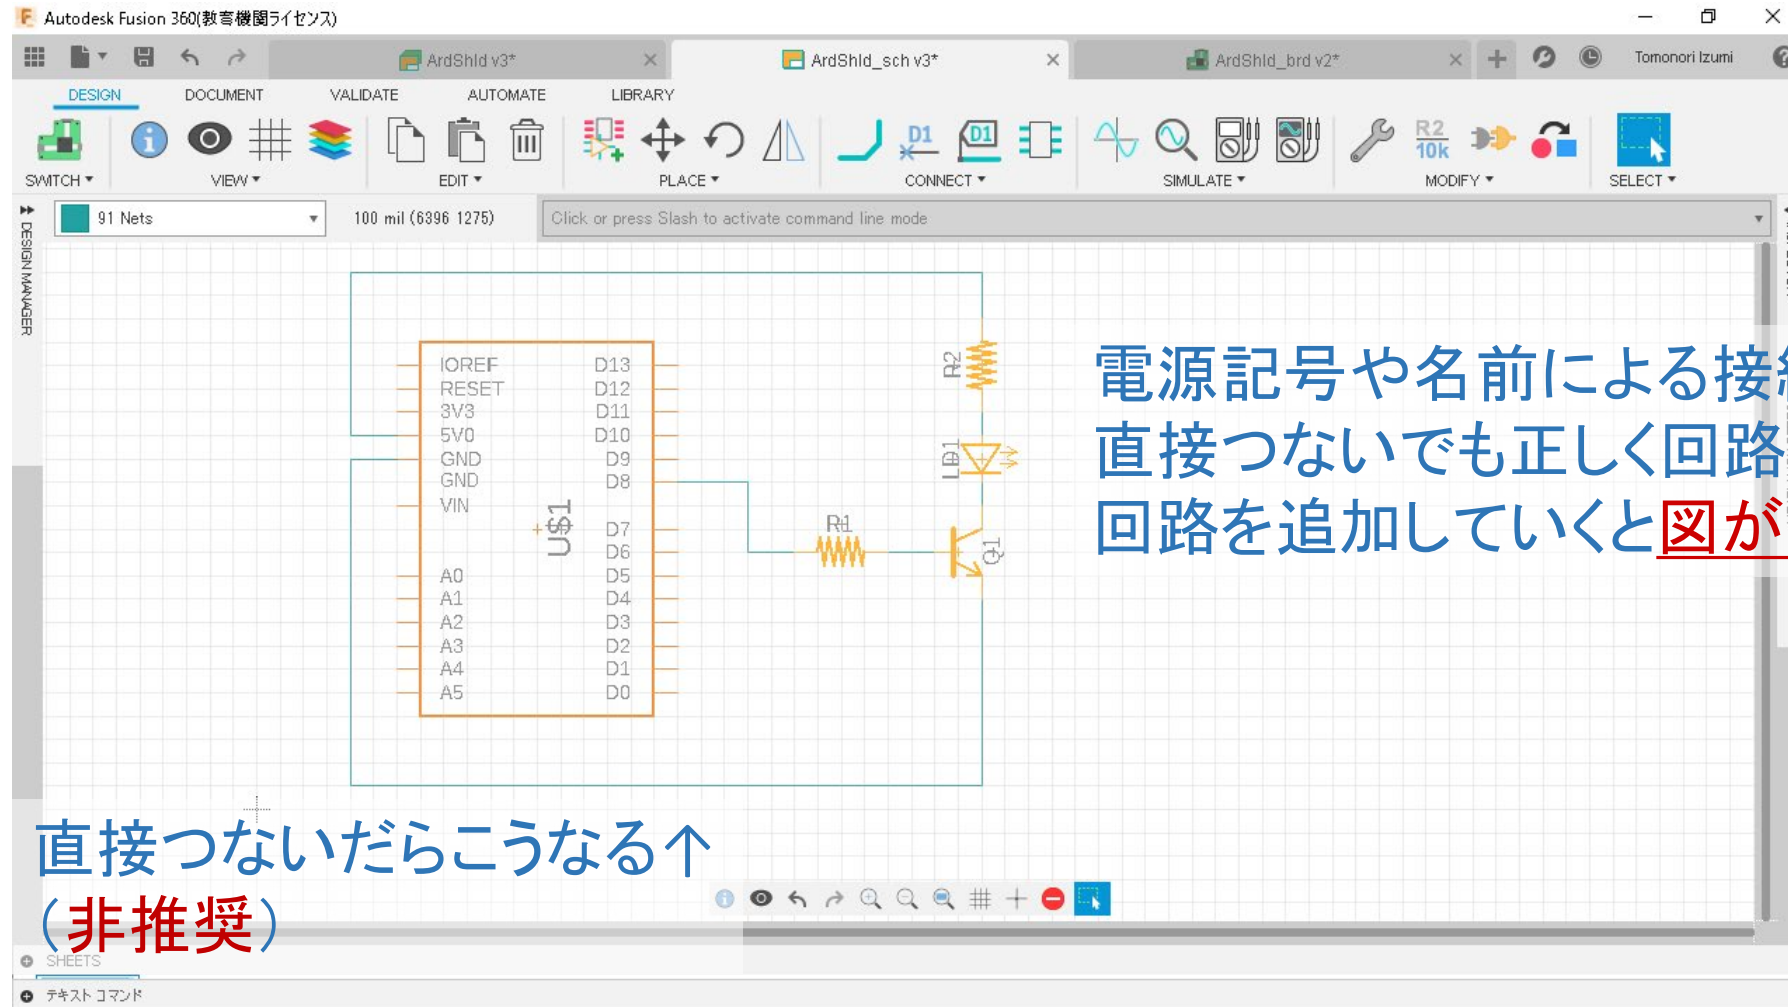 Autodesk Fusion 360(教育機関ライセンス)
ArdShld v3*
ArdShld_sch v3*
ArdShld_brd v2*
Tomonori Izumi
DESIGN DOCUMENT VALIDATE AUTOMATE LIBRARY
D1 D1 R2 10k
SWITCH VIEW EDIT PLACE CONNECT SIMULATE MODIFY SELECT
91 Nets
100 mil (6396 1275)
Click or press Slash to activate command line mode
DESIGN MANAGER
IOREF D13
RESET D12
3V3 D11
5V0 D10
GND D9
GND D8
VIN
U$1
D7
D6
A0 D5
A1 D4
A2 D3
A3 D2
A4 D1
A5 D0
R1
R2
Q1
電源記号や名前による接
直接つないでも正しく回路
回路を追加していくと図が
直接つないだらこうなる↑
(非推奨)
SHEETS
テキスト コマンド